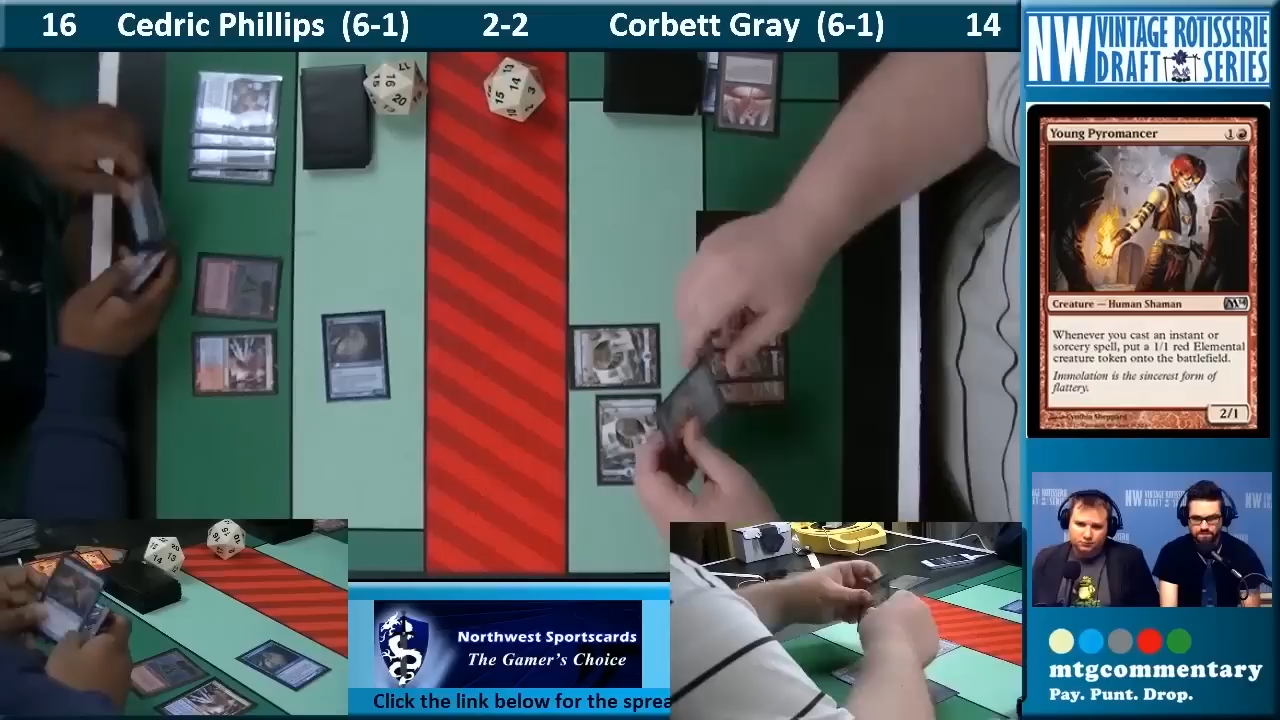 16 Cedric Phillips (6-1) 2-2 Corbett Gray (6-1) 14
NW VINTAGE ROTISSERIE
DRAFT SERIES
Young Pyromancer 1
Creature — Human Shaman
Whenever you cast an instant or
sorcery spell, put a 1/1 red Elemental
creature token onto the battlefield.
Immolation is the sincerest form of
flattery.
2/1
Northwest Sportscards
The Gamer's Choice
Click the link below for the sprea
mtgcommentary
Pay. Punt. Drop.